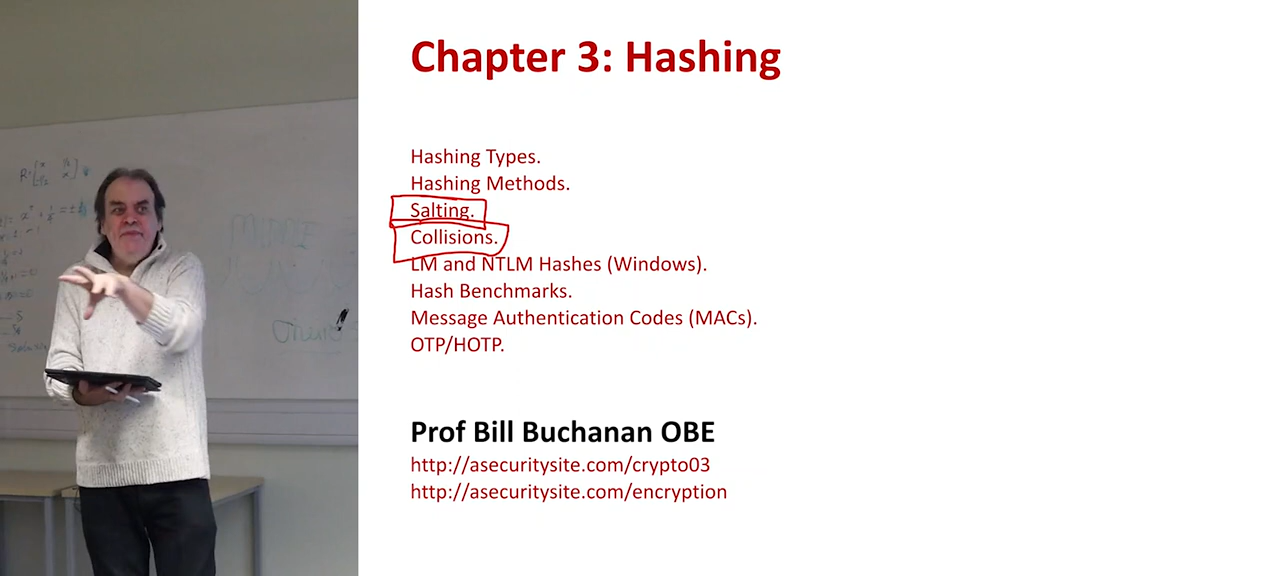 Chapter 3: Hashing
Hashing Types.
Hashing Methods.
Salting.
Collisions.
LM and NTLM Hashes (Windows).
Hash Benchmarks.
Message Authentication Codes (MACs).
OTP/HOTP.
Prof Bill Buchanan OBE
http://asecuritysite.com/crypto03
http://asecuritysite.com/encryption